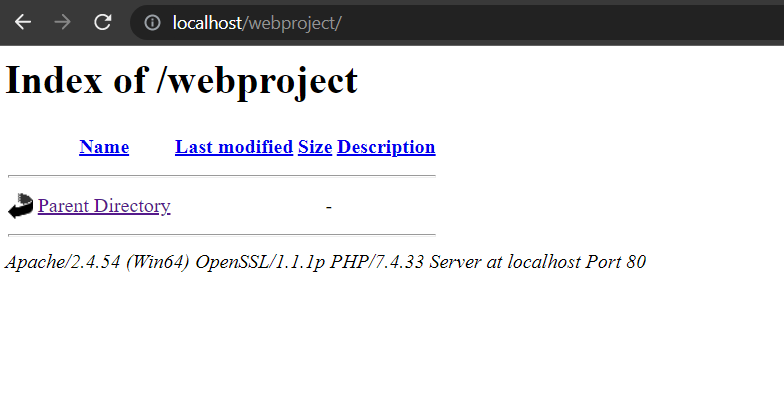 localhost/webproject/
Index of /webproject
Name Last modified Size Description
Parent Directory -
Apache/2.4.54 (Win64) OpenSSL/1.1.1p PHP/7.4.33 Server at localhost Port 80